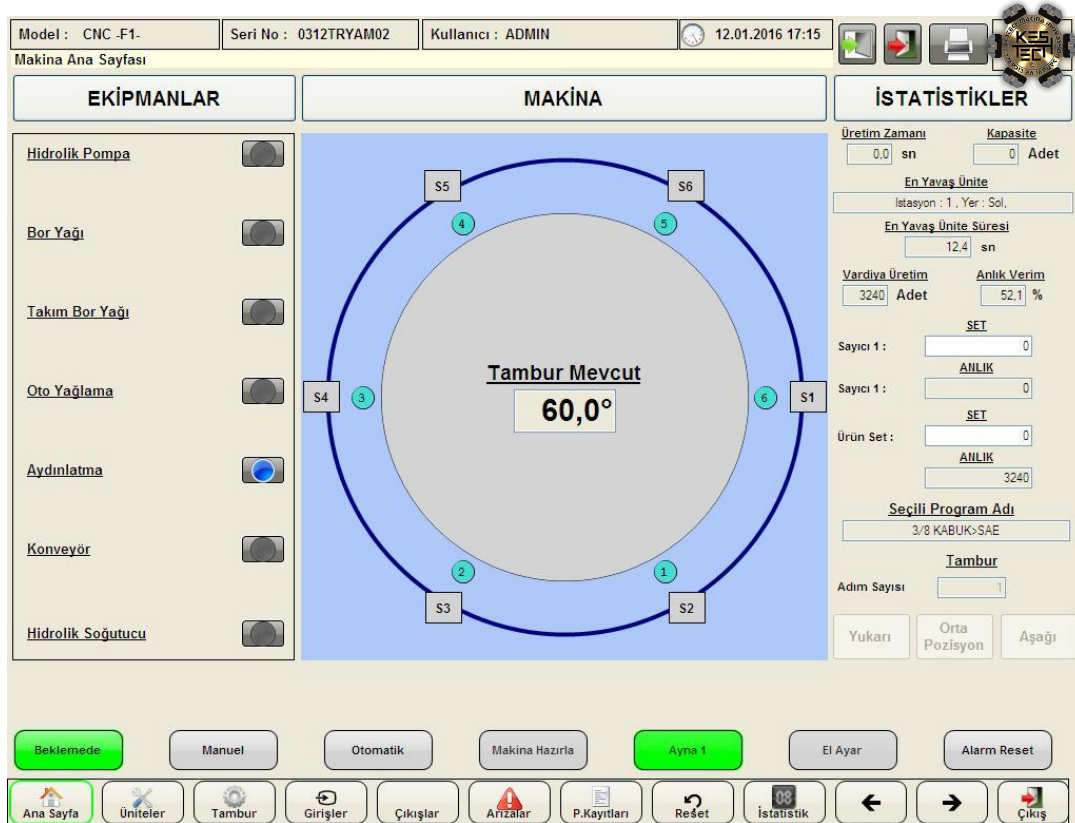 Model : CNC -F1-
Seri No : 0312TRYAM02
Kullanıcı : ADMIN
12.01.2016 17:15
KES
TECH
Makina Ana Sayfası
EKİPMANLAR
MAKİNA
İSTATİSTİKLER
Hidrolik Pompa
Bor Yağı
Takım Bor Yağı
Oto Yağlama
Aydınlatma
Konveyör
Hidrolik Soğutucu
S5
S6
4
5
Tambur Mevcut
60,0°
S4
3
6
S1
2
1
S3
S2
Üretim Zamanı Kapasite
0,0 sn 0 Adet
En Yavaş Ünite
Istasyon : 1 , Yer : Sol,
En Yavaş Ünite Süresi
12,4 sn
Vardiya Üretim Anlık Verim
3240 Adet 52,1 %
SET
Sayıcı 1 : 0
ANLIK
Sayıcı 1 : 0
SET
Ürün Set : 0
ANLIK
3240
Seçili Program Adı
3/8 KABUK>SAE
Tambur
Adım Sayısı 1
Yukarı
Orta
Pozisyon
Aşağı
Beklemede
Manuel
Otomatik
Makina Hazırla
Ayna 1
El Ayar
Alarm Reset
Ana Sayfa
Üniteler
Tambur
Girişler
Çıkışlar
Arızalar
P.Kayıtları
Reset
08
İstatistik
Çıkış